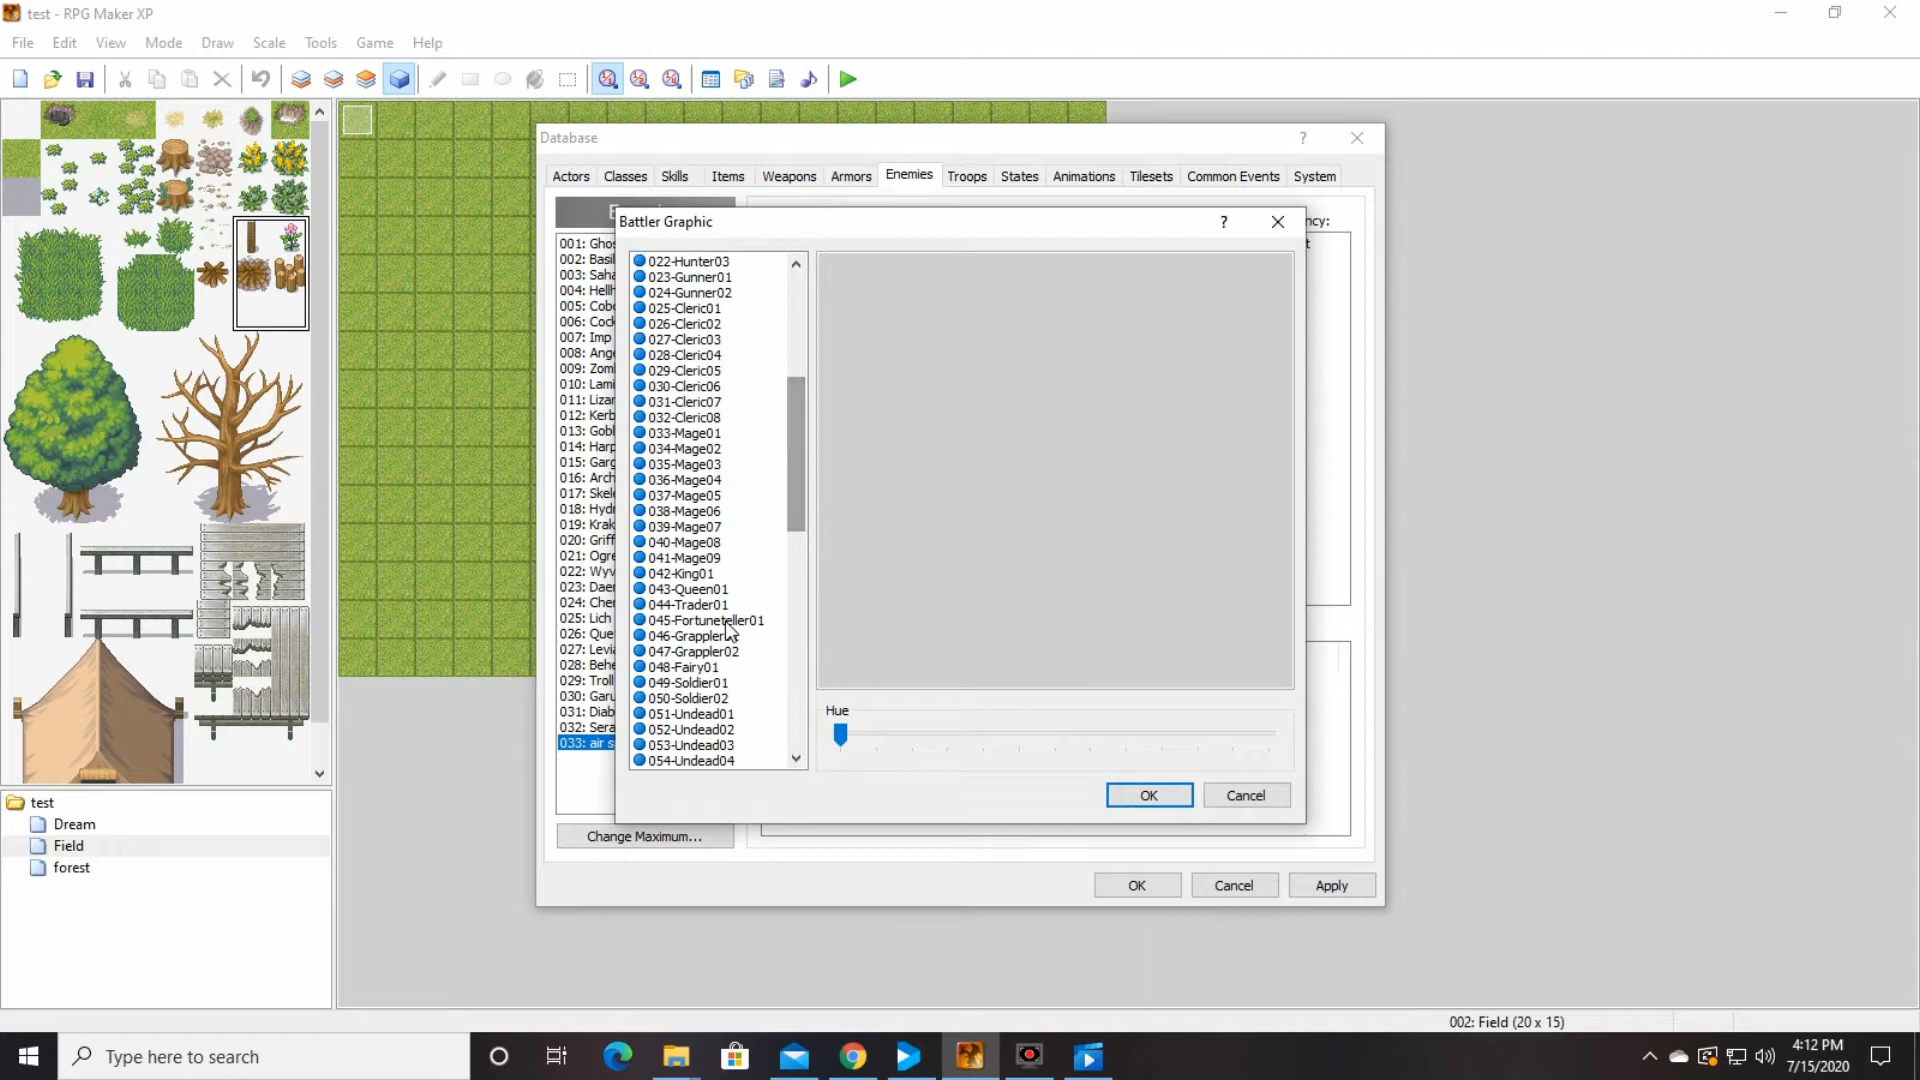 test - RPG Maker XP
File Edit View Mode Draw Scale Tools Game Help
Database
?
Actors Classes Skills Items Weapons Armors Enemies Troops States Animations Tilesets Common Events System
Battler Graphic
?
001: Ghos
002: Basil
003: Saha
004: Hellh
005: Cobo
006: Cock
007: Imp
008: Ange
009: Zom
010: Lami
011: Lizar
012: Kerb
013: Gobl
014: Harp
015: Garg
016: Arch
017: Skele
018: Hydr
019: Krak
020: Griff
021: Ogre
022: Wyv
023: Dae
024: Che
025: Lich
026: Que
027: Levi
028: Behe
029: Troll
030: Garu
031: Diab
032: Sera
033: air s
Change Maximum...
022-Hunter03
023-Gunner01
024-Gunner02
025-Cleric01
026-Cleric02
027-Cleric03
028-Cleric04
029-Cleric05
030-Cleric06
031-Cleric07
032-Cleric08
033-Mage01
034-Mage02
035-Mage03
036-Mage04
037-Mage05
038-Mage06
039-Mage07
040-Mage08
041-Mage09
042-King01
043-Queen01
044-Trader01
045-Fortuneteller01
046-Grappler
047-Grappler02
048-Fairy01
049-Soldier01
050-Soldier02
051-Undead01
052-Undead02
053-Undead03
054-Undead04
ncy:
Hue
OK Cancel
OK Cancel Apply
test
Dream
Field
forest
002: Field (20 x 15)
Type here to search
4:12 PM
7/15/2020